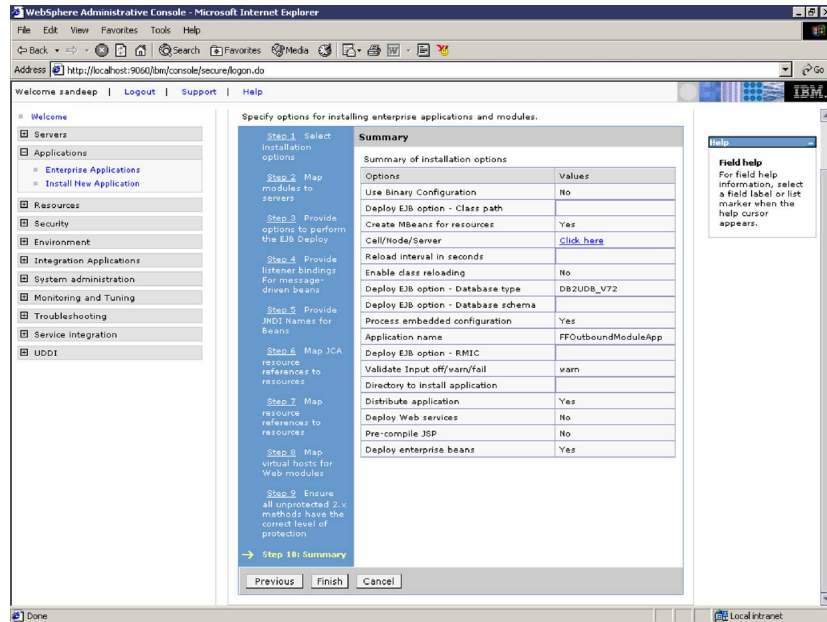 WebSphere Administrative Console - Microsoft Internet Explorer
File Edit View Favorites Tools Help
Back Search Favorites Media
Address http://localhost:9060/ibm/console/secure/logon.do Go
Welcome sandeep | Logout | Support | Help IBM.
Welcome
Servers
Applications
Enterprise Applications
Install New Application
Resources
Security
Environment
Integration Applications
System administration
Monitoring and Tuning
Troubleshooting
Service integration
UDDI
Specify options for installing enterprise applications and modules.
Step 1 Select
installation
options
Step 2 Map
modules to
servers
Step 3 Provide
options to perform
the EJB Deploy
Step 4 Provide
listener bindings
For message-
driven beans
Step 5 Provide
JNDI Names for
Beans
Step 6 Map JCA
resource
references to
resources
Step 7 Map
resource
references to
resources
Step 8 Map
virtual hosts for
Web modules
Step 9 Ensure
all unprotected 2.x
methods have the
correct level of
protection
Step 10: Summary
Summary
Summary of installation options
Options Values
Use Binary Configuration No
Deploy EJB option - Class path
Create MBeans for resources Yes
Cell/Node/Server Click here
Reload interval in seconds
Enable class reloading No
Deploy EJB option - Database type DB2UDB_V72
Deploy EJB option - Database schema
Process embedded configuration Yes
Application name FFOutboundModuleApp
Deploy EJB option - RMIC
Validate Input off/warn/fail warn
Directory to install application
Distribute application Yes
Deploy Web services No
Pre-compile JSP No
Deploy enterprise beans Yes
Previous Finish Cancel
Help
Field help
For field help
information, select
a field label or list
marker when the
help cursor
appears.
Done Local intranet